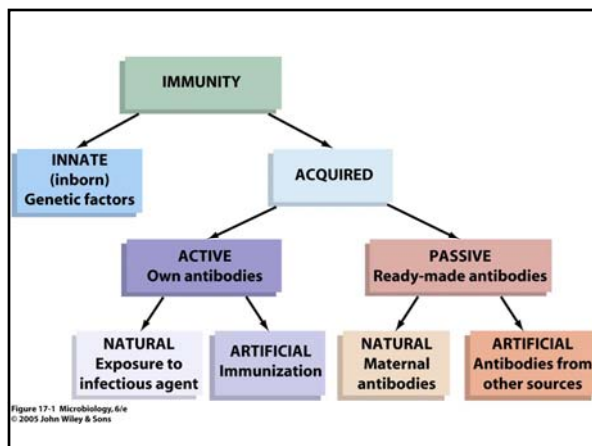 IMMUNITY
INNATE
(inborn)
Genetic factors
ACQUIRED
ACTIVE
Own antibodies
PASSIVE
Ready-made antibodies
NATURAL
Exposure to
infectious agent
ARTIFICIAL
Immunization
NATURAL
Maternal
antibodies
ARTIFICIAL
Antibodies from
other sources
Figure 17-1 Microbiology, 6/e
© 2005 John Wiley & Sons